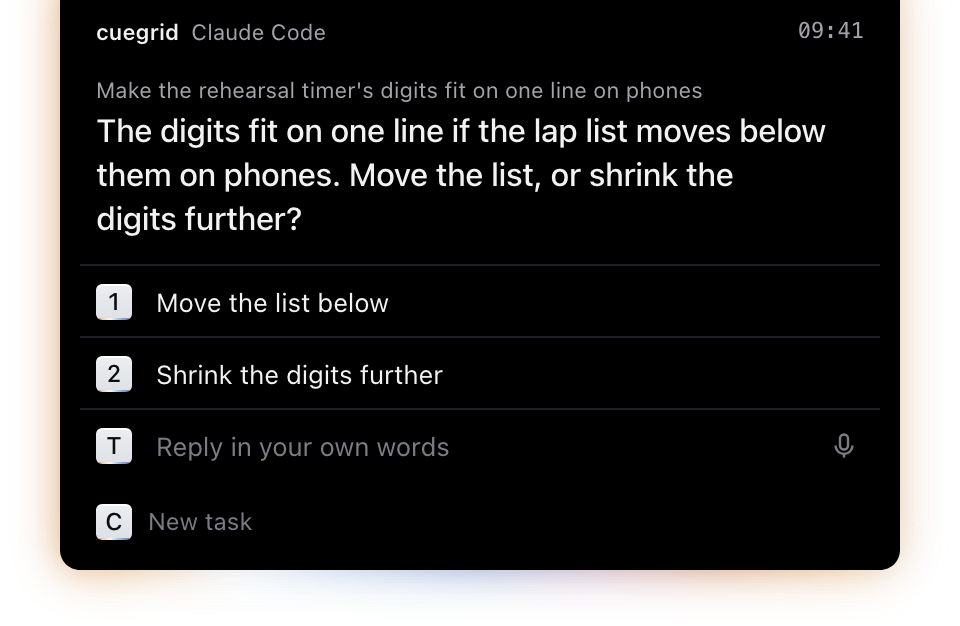 cuegrid Claude Code 09:41
Make the rehearsal timer's digits fit on one line on phones
The digits fit on one line if the lap list moves below
them on phones. Move the list, or shrink the
digits further?
1 Move the list below
2 Shrink the digits further
T Reply in your own words
C New task